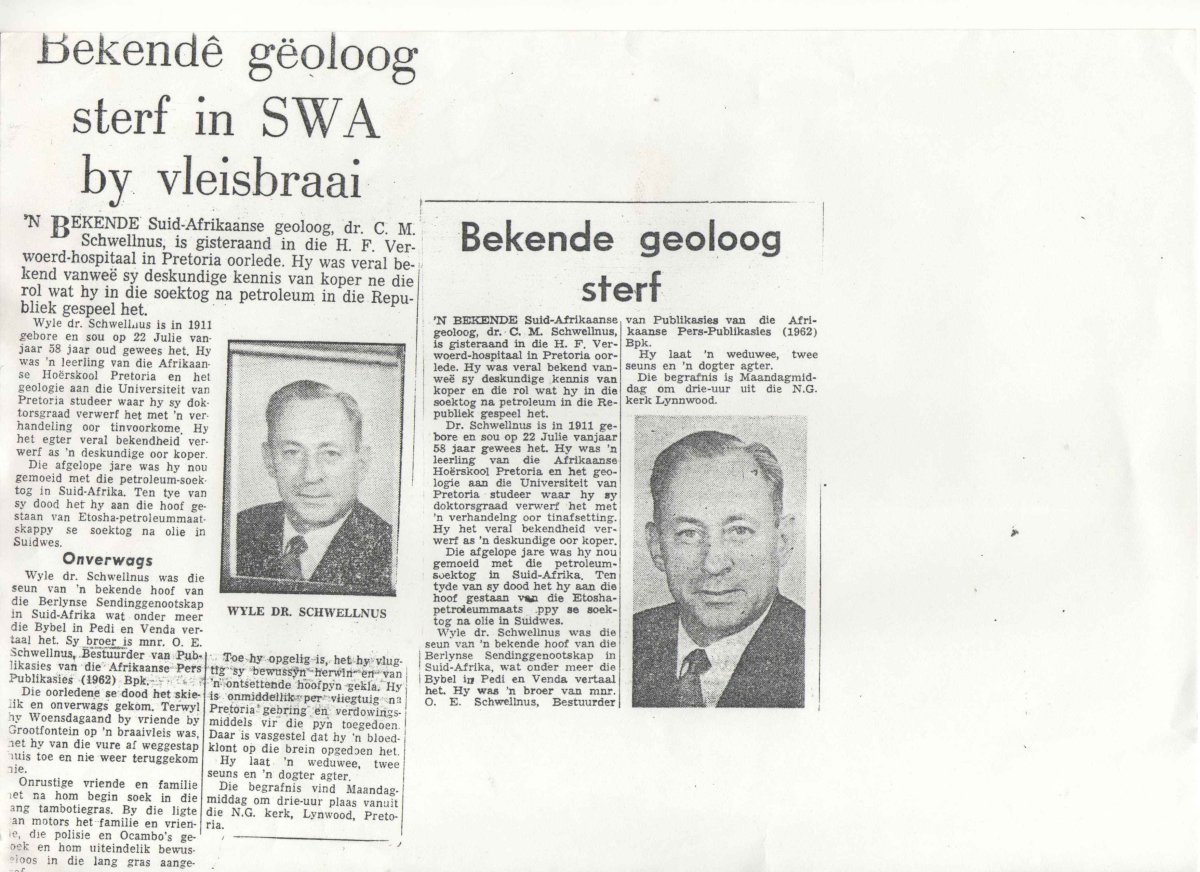 Bekendê gëoloog
sterf in SWA
by vleisbraai
'N BEKENDE Suid-Afrikaanse geoloog, dr. C. M.
Schwellnus, is gisteraand in die H. F. Ver-
woerd-hospitaal in Pretoria oorlede. Hy was veral be-
kend vanweë sy deskundige kennis van koper ne die
rol wat hy in die soektog na petroleum in die Repu-
bliek gespeel het.
Wyle dr. Schwellnus is in 1911
gebore en sou op 22 Julie van-
jaar 58 jaar oud gewees het. Hy
was 'n leerling van die Afrikaan-
se Hoërskool Pretoria en het
geologie aan die Universiteit van
Pretoria studeer waar hy sy dok-
torsgraad verwerf het met 'n ver-
handeling oor tinvoorkome. Hy
het egter veral bekendheid ver-
werf as 'n deskundige oor koper.
Die afgelope jare was hy nou
gemoeid met die petroleum-soek-
tog in Suid-Afrika. Ten tye van
sy dood het hy aan die hoof ge-
staan van Etosha-petroleummaat-
skappy se soektog na olie in
Suidwes.
Onverwags
Wyle dr. Schwellnus was die
seun van 'n bekende hoof van
die Berlynse Sendinggenootskap
in Suid-Afrika wat onder meer
die Bybel in Pedi en Venda ver-
taal het. Sy broer is mnr. O. E.
Schwellnus, Bestuurder van Pub-
likasies van die Afrikaanse Pers
Publikasies (1962) Bpk.
Die oorledene se dood het skie-
lik en onverwags gekom. Terwyl
hy Woensdagaand by vriende by
Grootfontein op 'n braaivleis was,
het hy van die vure af weggestap
huis toe en nie weer teruggekom
nie.
Onrustige vriende en familie
het na hom begin soek in die
lang tambotiegras. By die ligte
van motors het familie en vrien-
de, die polisie en Ocambo's ge-
soek en hom uiteindelik bewus-
teloos in die lang gras aange-
WYLE DR. SCHWELLNUS
Toe hy opgelig is, het hy vlug-
tig sy bewussyn herwin en van
'n ontsettende hoofpyn gekla. Hy
is onmiddellik per vliegtuig na
Pretoria gebring en verdowings-
middels vir die pyn toegedoen.
Daar is vasgestel dat hy 'n bloed-
klont op die brein opgedoen het.
Hy laat 'n weduwee, twee
seuns en 'n dogter agter.
Die begrafnis vind Maandag-
middag om drie-uur plaas vanuit
die N.G. kerk, Lynwood, Preto-
ria.
Bekende geoloog
sterf
'N BEKENDE Suid-Afrikaanse
geoloog, dr. C. M. Schwellnus,
is gisteraand in die H. F. Ver-
woerd-hospitaal in Pretoria oor-
lede. Hy was veral bekend van-
weë sy deskundige kennis van
koper en die rol wat hy in die
soektog na petroleum in die Re-
publiek gespeel het.
Dr. Schwellnus is in 1911 ge-
bore en sou op 22 Julie vanjaar
58 jaar gewees het. Hy was 'n
leerling van die Afrikaanse
Hoërskool Pretoria en het geo-
logie aan die Universiteit van
Pretoria studeer waar hy sy
doktorsgraad verwerf het met
'n verhandelng oor tinafsetting.
Hy het veral bekendheid ver-
werf as 'n deskundige oor koper.
Die afgelope jare was hy nou
gemoeid met die petroleum-
soektog in Suid-Afrika. Ten
tyde van sy dood het hy aan die
hoof gestaan van die Etosha-
petroleummaats ppy se soek-
tog na olie in Suidwes.
Wyle dr. Schwellnus was die
seun van 'n bekende hoof van die
Berlynse Sendinggenootskap in
Suid-Afrika, wat onder meer die
Bybel in Pedi en Venda vertaal
het. Hy was 'n broer van mnr.
O. E. Schwellnus, Bestuurder
van Publikasies van die Afri-
kaanse Pers-Publikasies (1962)
Bpk.
Hy laat 'n weduwee, twee
seuns en 'n dogter agter.
Die begrafnis is Maandagmid-
dag om drie-uur uit die N.G.
kerk Lynnwood.